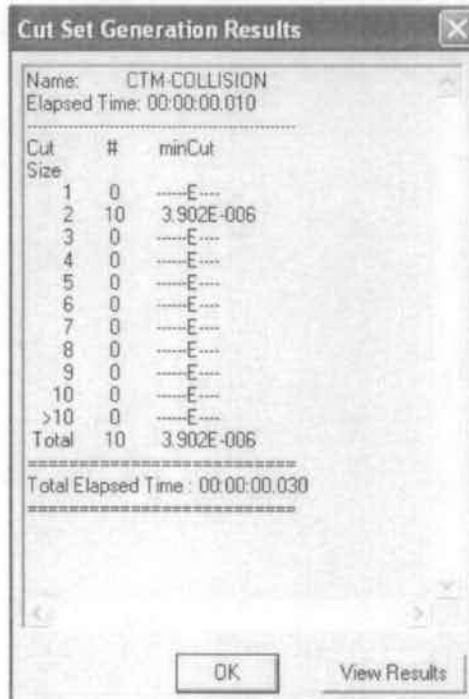 Cut Set Generation Results
Name: CTM-COLLISION
Elapsed Time: 00:00:00.010
---------------------------------------------
Cut # minCut
Size
1 0 -----E----
2 10 3.902E-006
3 0 -----E----
4 0 -----E----
5 0 -----E----
6 0 -----E----
7 0 -----E----
8 0 -----E----
9 0 -----E----
10 0 -----E----
>10 0 -----E----
Total 10 3.902E-006
==========================
Total Elapsed Time : 00:00:00.030
==========================
OK View Results